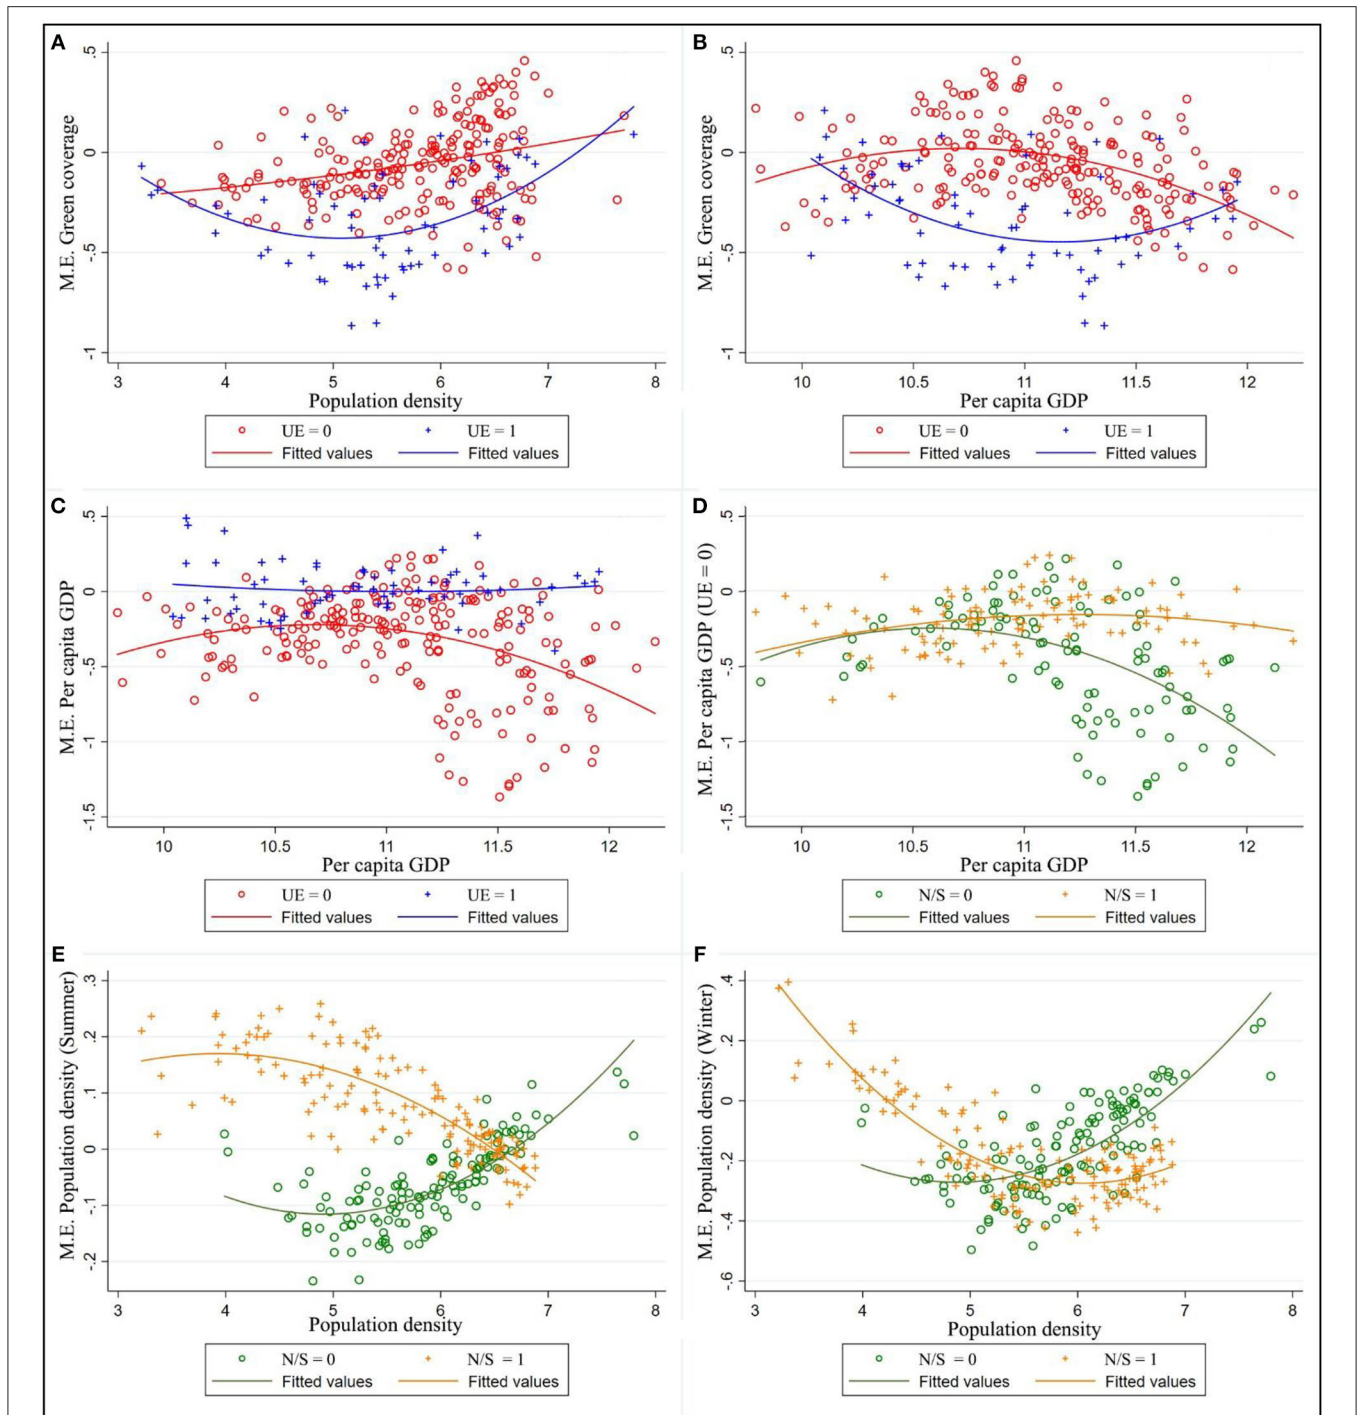 A
M.E. Green coverage
.5
0
-.5
-1
3 4 5 6 7 8
Population density
UE = 0 UE = 1
Fitted values Fitted values
B
M.E. Green coverage
.5
0
-.5
-1
10 10.5 11 11.5 12
Per capita GDP
UE = 0 UE = 1
Fitted values Fitted values
C
M.E. Per capita GDP
.5
0
-.5
-1
-1.5
10 10.5 11 11.5 12
Per capita GDP
UE = 0 UE = 1
Fitted values Fitted values
D
M.E. Per capita GDP (UE = 0)
.5
0
-.5
-1
-1.5
10 10.5 11 11.5 12
Per capita GDP
N/S = 0 N/S = 1
Fitted values Fitted values
E
M.E. Population density (Summer)
.3
.2
.1
0
-.1
-.2
3 4 5 6 7 8
Population density
N/S = 0 N/S = 1
Fitted values Fitted values
F
M.E. Population density (Winter)
.4
.2
0
-.2
-.4
-.6
3 4 5 6 7 8
Population density
N/S = 0 N/S = 1
Fitted values Fitted values